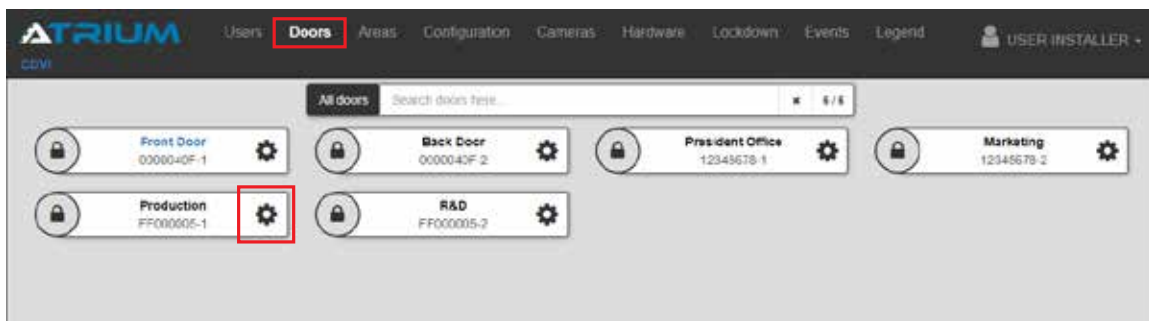 ATRIUM Users Doors Areas Configuration Cameras Hardware Lockdown Events Legend USER INSTALLER
CDVI
All doors Search doors here... 6 / 6
Front Door Back Door President Office Marketing
0000040F-1 0000040F-2 12345678-1 12345678-2
Production R&D
FF000005-1 FF000005-2